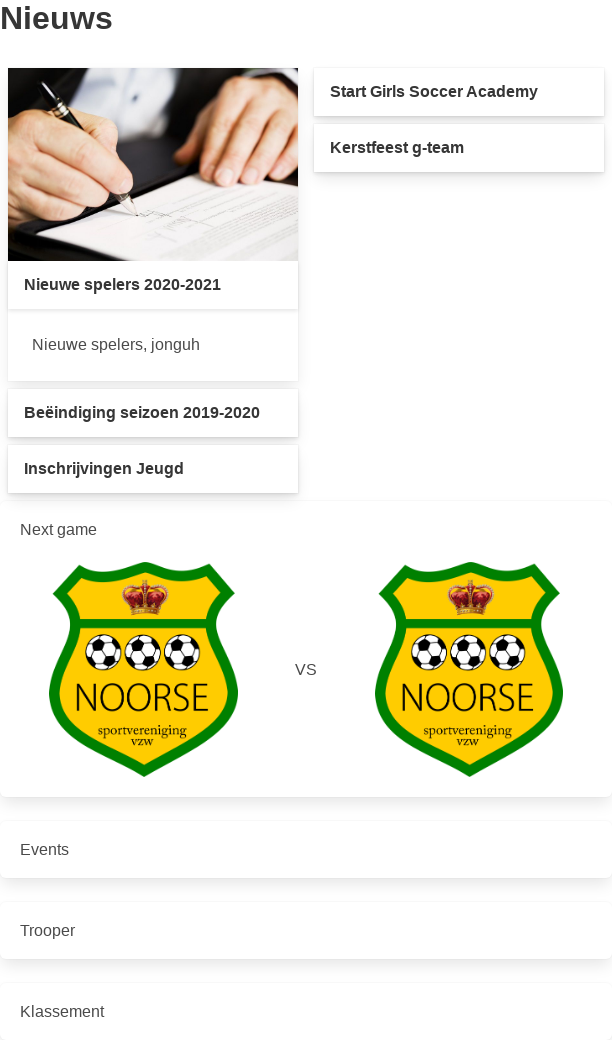 Nieuws
Nieuwe spelers 2020-2021
Nieuwe spelers, jonguh
Beëindiging seizoen 2019-2020
Inschrijvingen Jeugd
Start Girls Soccer Academy
Kerstfeest g-team
Next game
NOORSE
sportvereniging
vzw
VS
NOORSE
sportvereniging
vzw
Events
Trooper
Klassement